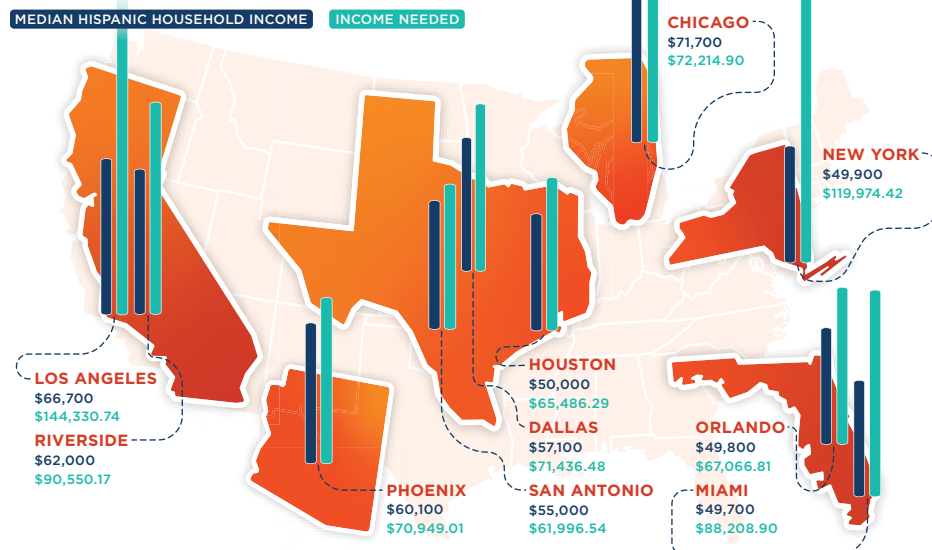 MEDIAN HISPANIC HOUSEHOLD INCOME
INCOME NEEDED
CHICAGO
$71,700
$72,214.90
NEW YORK
$49,900
$119,974.42
LOS ANGELES
$66,700
$144,330.74
RIVERSIDE
$62,000
$90,550.17
HOUSTON
$50,000
$65,486.29
DALLAS
$57,100
$71,436.48
SAN ANTONIO
$55,000
$61,996.54
PHOENIX
$60,100
$70,949.01
ORLANDO
$49,800
$67,066.81
MIAMI
$49,700
$88,208.90